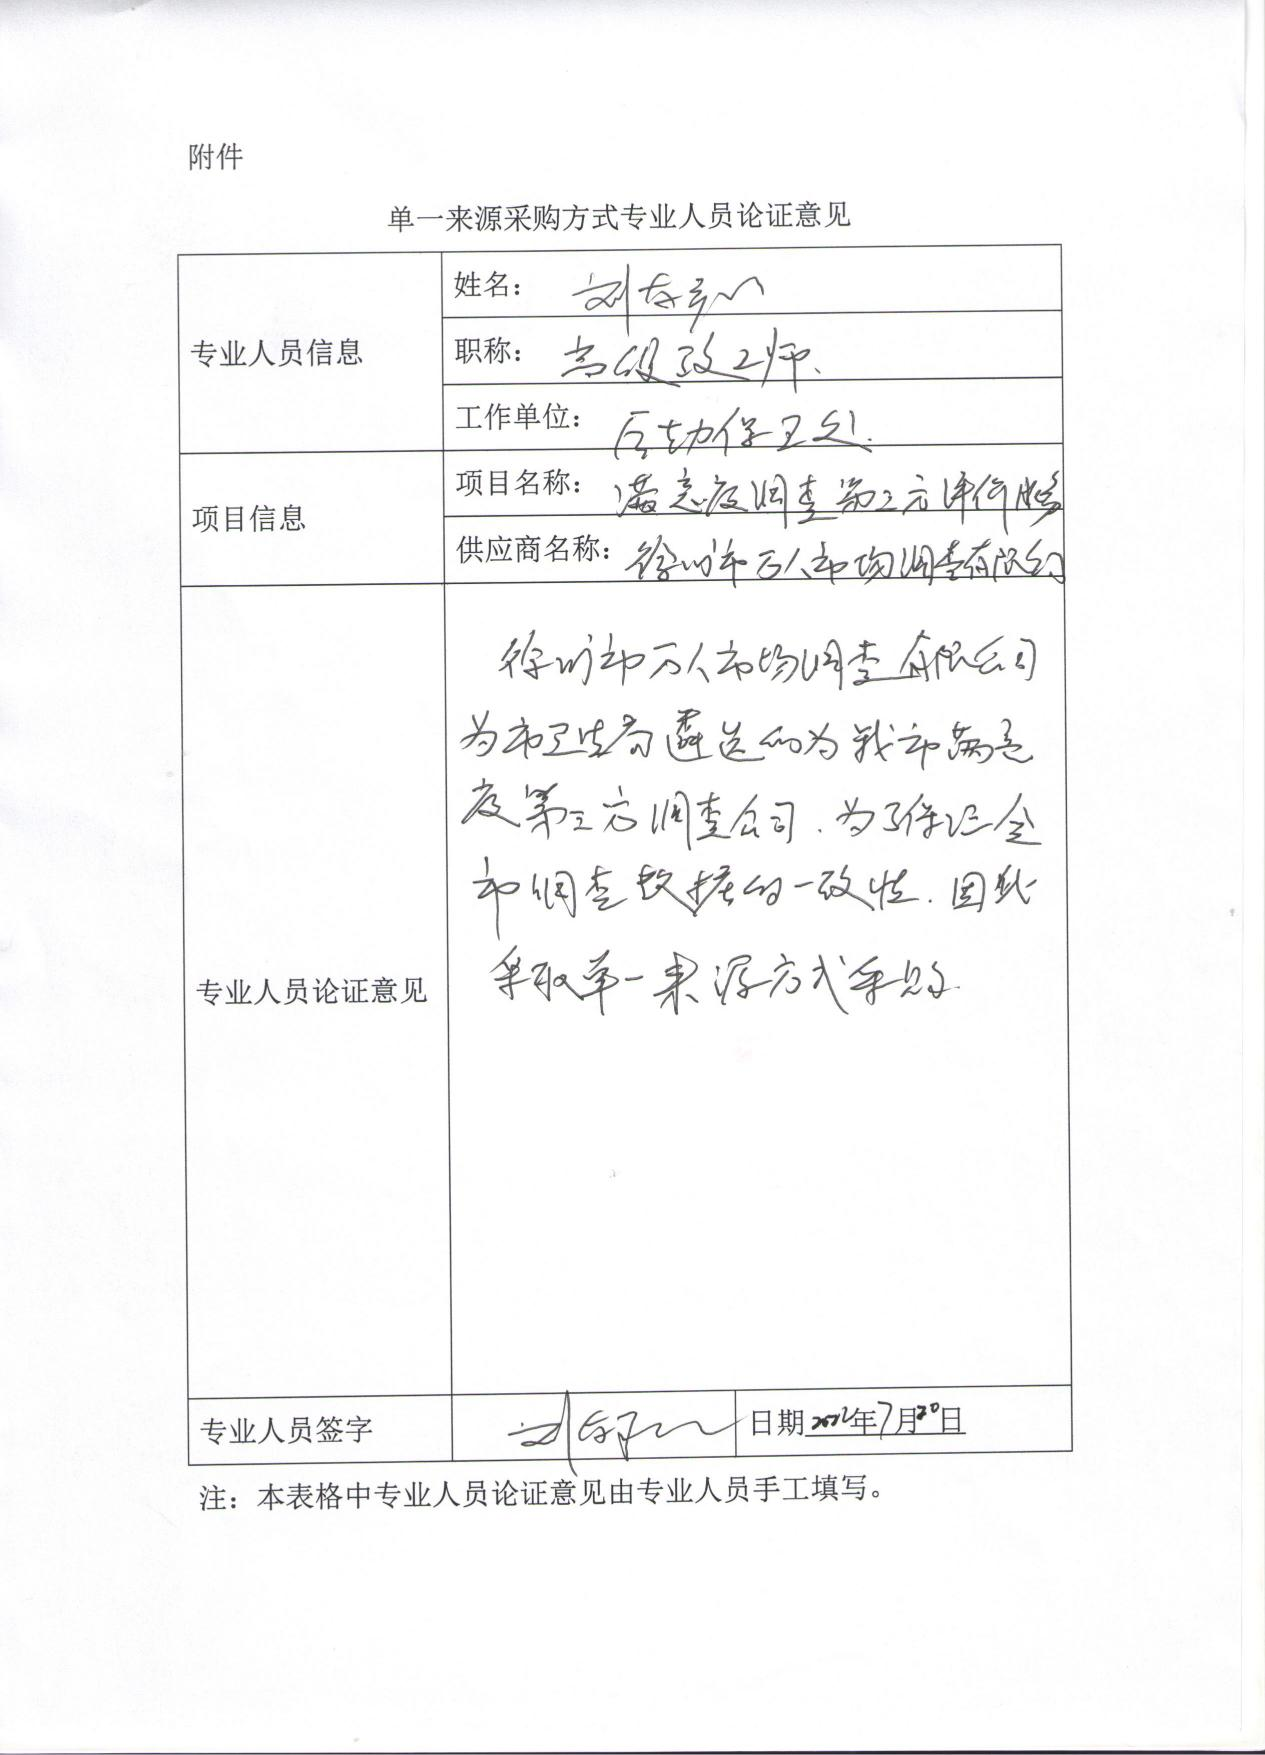 附件
单一来源采购方式专业人员论证意见
专业人员信息
姓名：刘
职称：高级政工师、
工作单位：后勤保卫处.
项目信息
项目名称：满意度调查第三方评价服务
供应商名称：徐州市万人市场调查有限公
专业人员论证意见
徐州市万人市场调查有限公司
为市卫生局遴选的为我市满意
度第三方调查公司.为了保证全
市调查数据的一致性.因此
采取单一来源方式采购.
专业人员签字 刘
日期2022年7月20日
注：本表格中专业人员论证意见由专业人员手工填写。